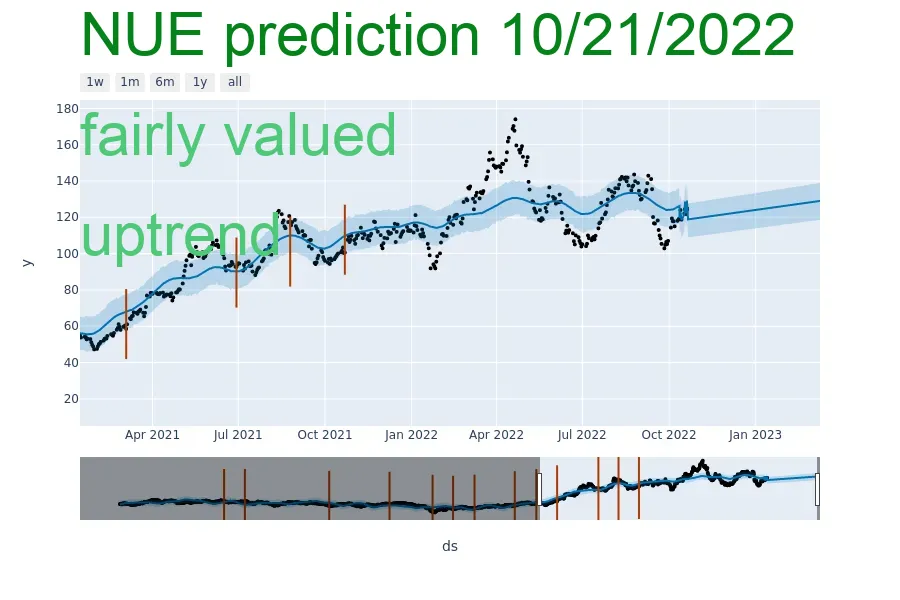 NUE prediction 10/21/2022
1w 1m 6m 1y all
180
fairly valued
160
140
120
uptrend
100
80
60
40
20
y
Apr 2021 Jul 2021 Oct 2021 Jan 2022 Apr 2022 Jul 2022 Oct 2022 Jan 2023
ds